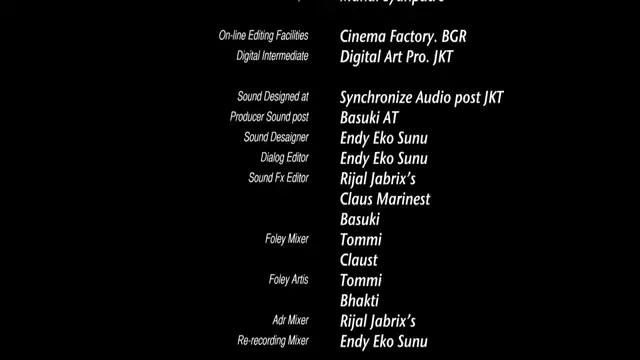 On-line Editing Facilities Cinema Factory. BGR
Digital Intermediate Digital Art Pro. JKT
Sound Designed at Synchronize Audio post JKT
Producer Sound post Basuki AT
Sound Desaigner Endy Eko Sunu
Dialog Editor Endy Eko Sunu
Sound Fx Editor Rijal Jabrix's
Claus Marinest
Basuki
Foley Mixer Tommi
Claust
Foley Artis Tommi
Bhakti
Adr Mixer Rijal Jabrix's
Re-recording Mixer Endy Eko Sunu